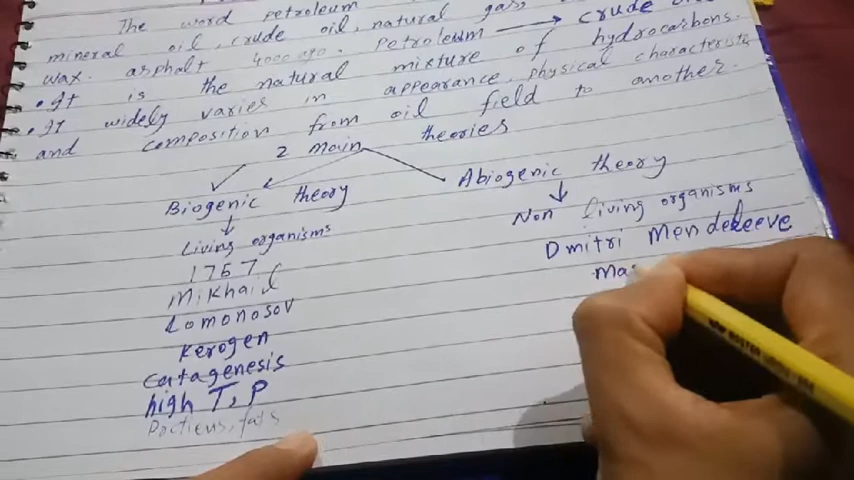 The word petroleum
mineral oil, crude oil, natural gas,
wax. asphalt 4000 ago. Petroleum → crude
• It is the natural mixture of hydrocarbons.
• It widely varies in appearance, physical characteristic
and composition from oil field to another.
2 main theories
Biogenic theory
Abiogenic theory
Living organisms
1757
Mikhail
Lomonosov
Kerogen
Catagenesis
high T, P
fats
Non living organisms
Dmitri Mendeleeve
Ma